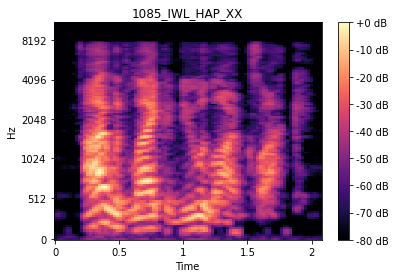 1085_IWL_HAP_XX
+0 dB
8192
-10 dB
4096
-20 dB
-30 dB
2048
Hz
-40 dB
1024
-50 dB
512
-60 dB
-70 dB
0
-80 dB
0
0.5
1
1.5
2
Time